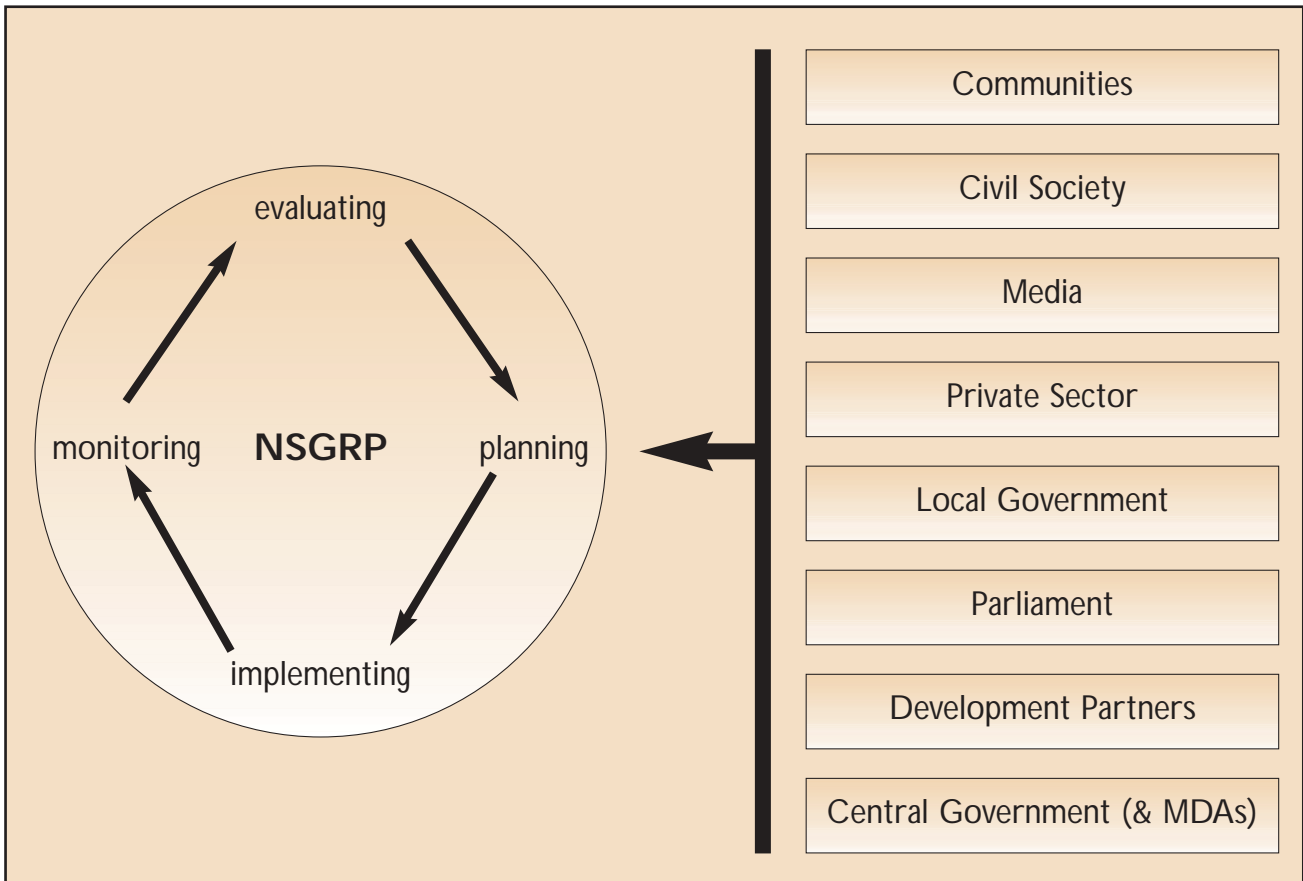 evaluating
monitoring
NSGRP
planning
implementing
Communities
Civil Society
Media
Private Sector
Local Government
Parliament
Development Partners
Central Government (& MDAs)